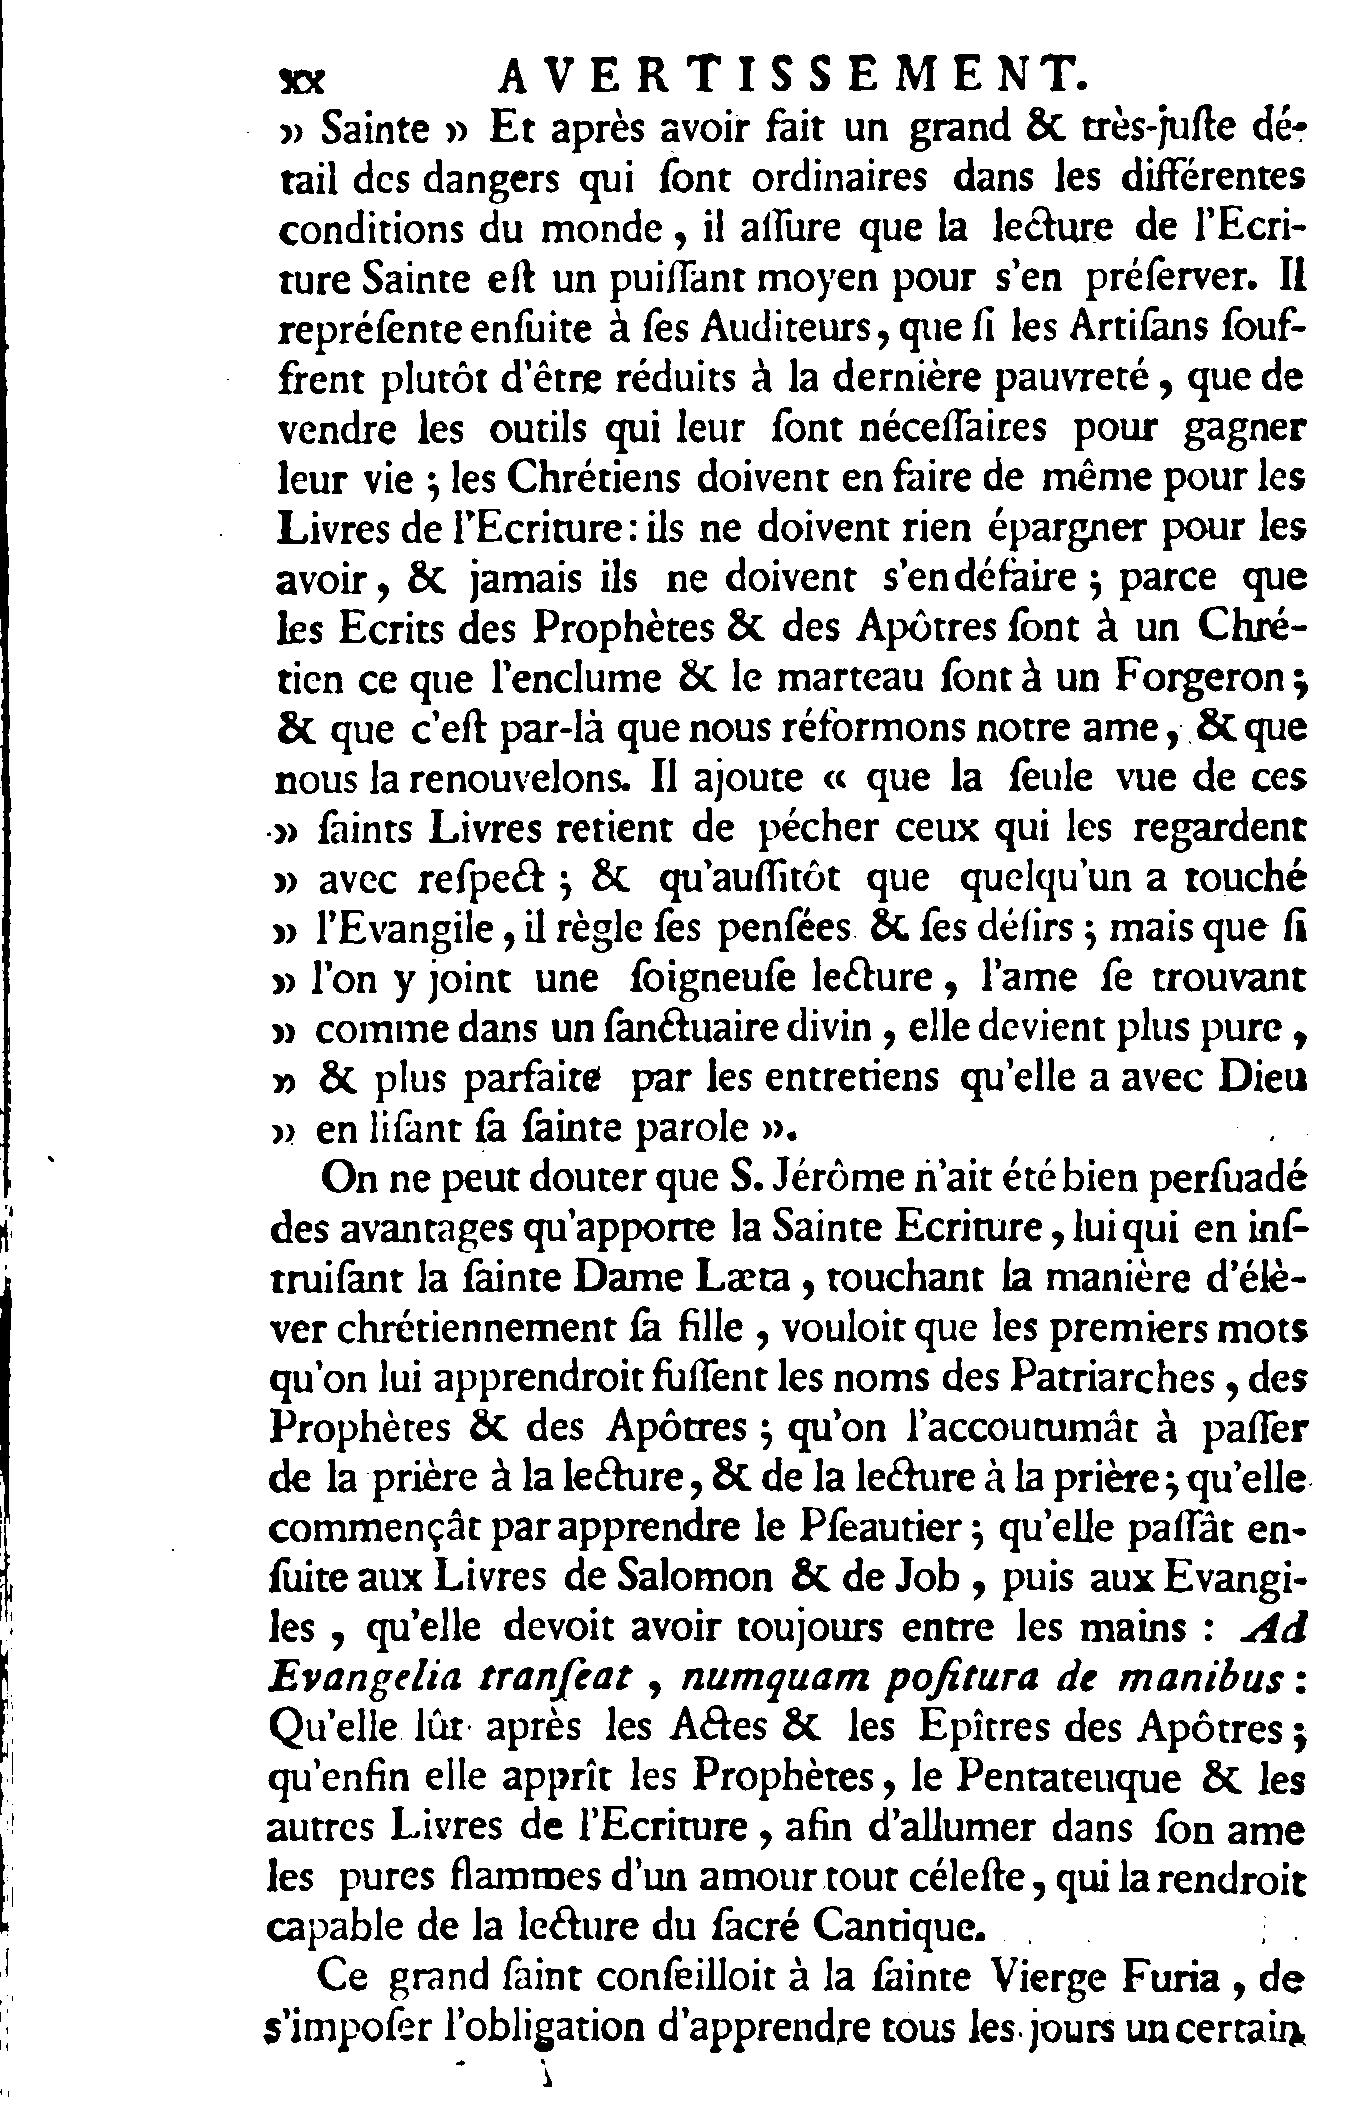 xx AVERTISSEMENT.
» Sainte » Et après avoir fait un grand & très-juſte dé-
tail des dangers qui ſont ordinaires dans les différentes
conditions du monde , il aſſure que la lecture de l'Ecri-
ture Sainte eſt un puiſſant moyen pour s'en préſerver. Il
repréſente enſuite à ſes Auditeurs, que ſi les Artiſans ſouf-
frent plutôt d'être réduits à la dernière pauvreté , que de
vendre les outils qui leur ſont néceſſaires pour gagner
leur vie ; les Chrétiens doivent en faire de même pour les
Livres de l'Ecriture : ils ne doivent rien épargner pour les
avoir , & jamais ils ne doivent s'en défaire ; parce que
les Ecrits des Prophètes & des Apôtres ſont à un Chré-
tien ce que l'enclume & le marteau ſont à un Forgeron ;
& que c'eſt par-là que nous réformons notre ame , & que
nous la renouvelons. Il ajoute « que la ſeule vue de ces
» ſaints Livres retient de pécher ceux qui les regardent
» avec reſpect ; & qu'auſſitôt que quelqu'un a touché
» l'Evangile , il règle ſes penſées & ſes déſirs ; mais que ſi
» l'on y joint une ſoigneuſe lecture , l'ame ſe trouvant
» comme dans un ſanctuaire divin , elle devient plus pure ,
» & plus parfaite par les entretiens qu'elle a avec Dieu
» en liſant ſa ſainte parole ».
On ne peut douter que S. Jérôme n'ait été bien perſuadé
des avantages qu'apporte la Sainte Ecriture , lui qui en inſ-
truiſant la ſainte Dame Læta , touchant la manière d'élè-
ver chrétiennement ſa fille , vouloit que les premiers mots
qu'on lui apprendroit fuſſent les noms des Patriarches , des
Prophètes & des Apôtres ; qu'on l'accoutumât à paſſer
de la prière à la lecture, & de la lecture à la prière ; qu'elle
commençât par apprendre le Pſeautier ; qu'elle paſſât en-
ſuite aux Livres de Salomon & de Job , puis aux Evangi-
les , qu'elle devoit avoir toujours entre les mains : Ad
Evangelia tranſeat , numquam poſitura de manibus :
Qu'elle lût après les Actes & les Epîtres des Apôtres ;
qu'enfin elle apprît les Prophètes , le Pentateuque & les
autres Livres de l'Ecriture , afin d'allumer dans ſon ame
les pures flammes d'un amour tout céleſte , qui la rendroit
capable de la lecture du ſacré Cantique.
Ce grand ſaint conſeilloit à la ſainte Vierge Furia , de
s'impoſer l'obligation d'apprendre tous les jours un certain